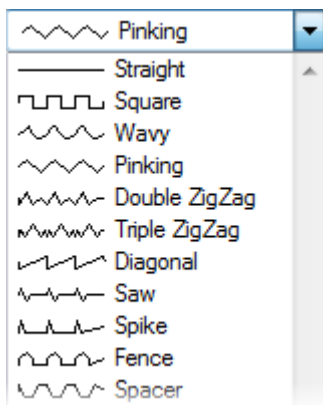 Pinking
Straight
Square
Wavy
Pinking
Double ZigZag
Triple ZigZag
Diagonal
Saw
Spike
Fence
Spacer